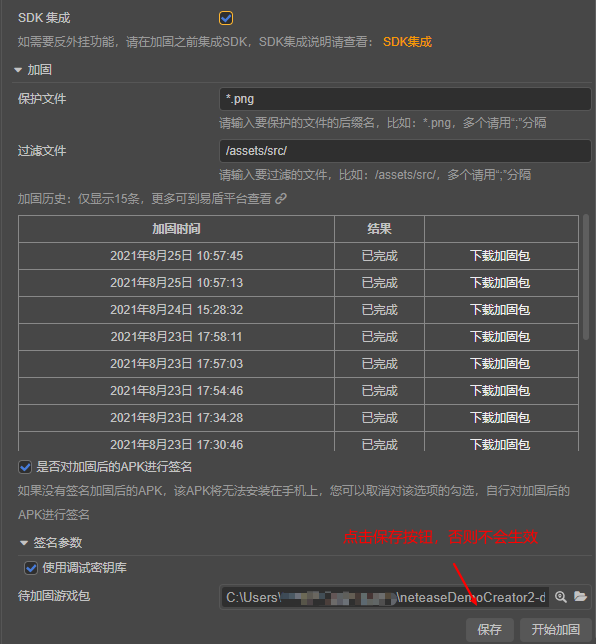 SDK 集成
如需要反外挂功能，请在加固之前集成SDK，SDK集成说明请查看： SDK集成
加固
保护文件 *.png
请输入要保护的文件的后缀名，比如：*.png，多个请用";"分隔
过滤文件 /assets/src/
请输入要过滤的文件，比如：/assets/src/，多个请用";"分隔
加固历史：仅显示15条，更多可到易盾平台查看
加固时间 结果
2021年8月25日 10:57:45 已完成 下载加固包
2021年8月25日 10:57:13 已完成 下载加固包
2021年8月24日 15:28:32 已完成 下载加固包
2021年8月23日 17:58:11 已完成 下载加固包
2021年8月23日 17:57:03 已完成 下载加固包
2021年8月23日 17:54:46 已完成 下载加固包
2021年8月23日 17:34:28 已完成 下载加固包
2021年8月23日 17:30:46 已完成 下载加固包
是否对加固后的APK进行签名
如果没有签名加固后的APK，该APK将无法安装在手机上，您可以取消对该选项的勾选，自行对加固后的
APK进行签名
点击保存按钮，否则不会生效
签名参数
使用调试密钥库
待加固游戏包 C:\Users\ \neteaseDemoCreator2-d
保存 开始加固